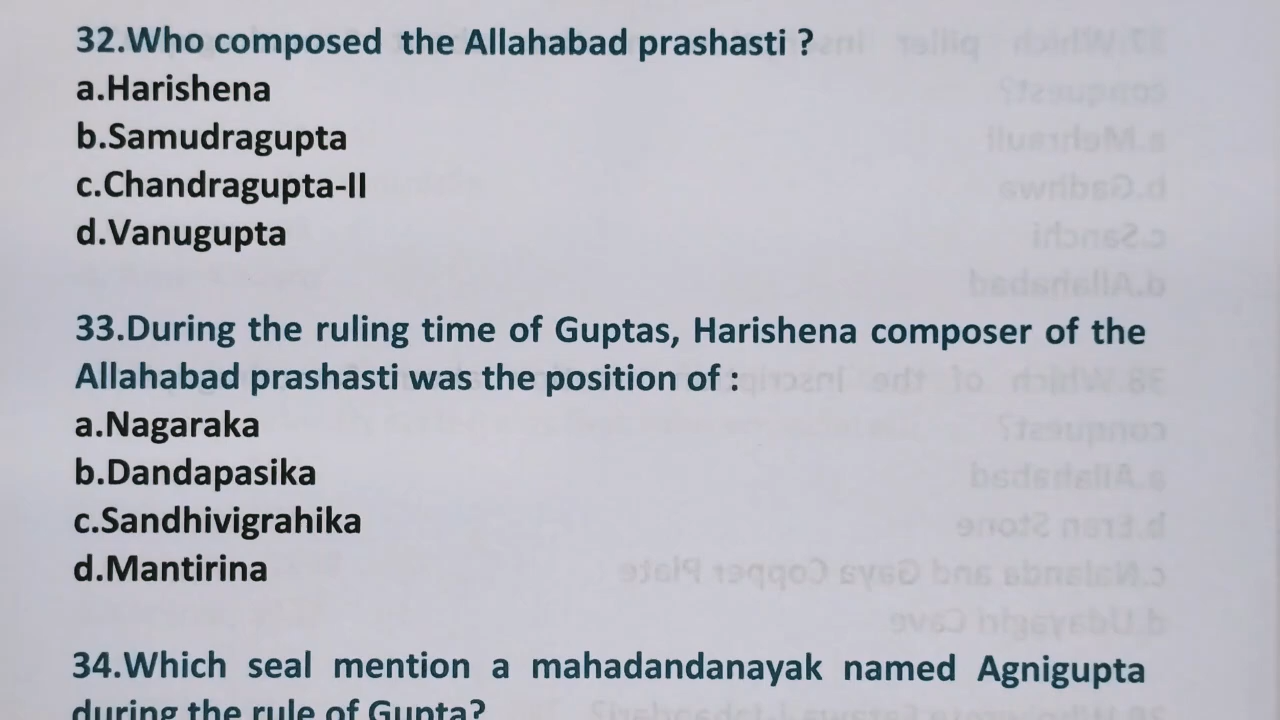 32.Who composed the Allahabad prashasti ?
a.Harishena
b.Samudragupta
c.Chandragupta-II
d.Vanugupta
33.During the ruling time of Guptas, Harishena composer of the
Allahabad prashasti was the position of :
a.Nagaraka
b.Dandapasika
c.Sandhivigrahika
d.Mantirina
34.Which seal mention a mahadandanayak named Agnigupta
during the rule of Gupta?